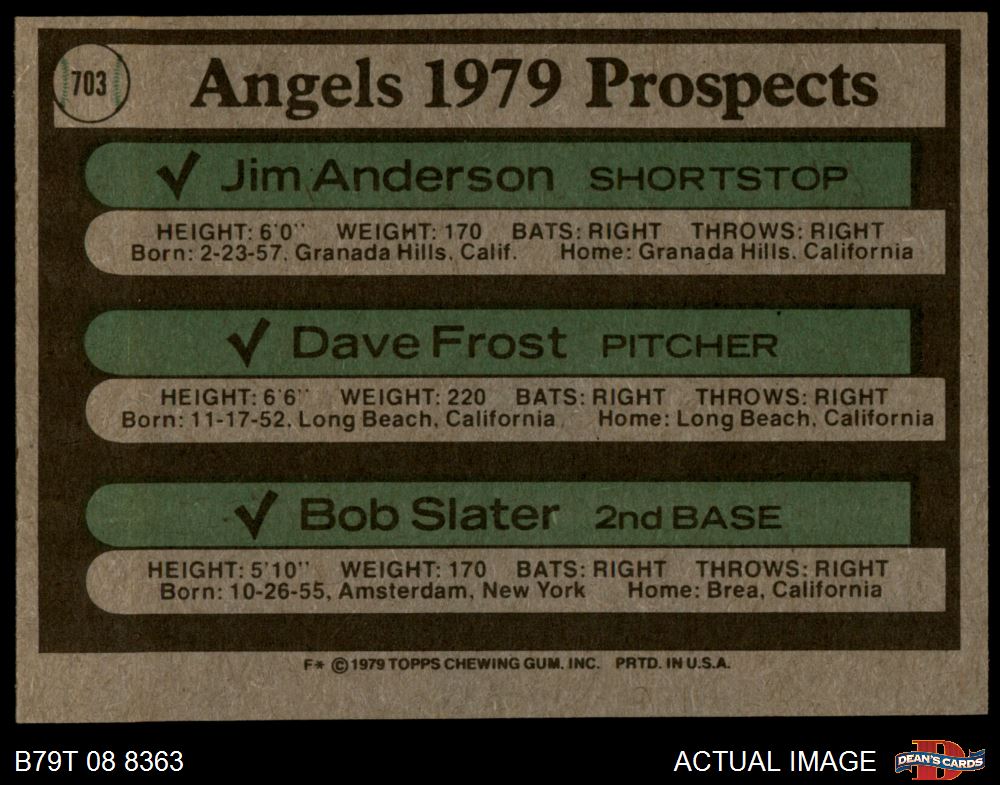 703
Angels 1979 Prospects
✓ Jim Anderson SHORTSTOP
HEIGHT: 6'0" WEIGHT: 170 BATS: RIGHT THROWS: RIGHT
Born: 2-23-57, Granada Hills, Calif. Home: Granada Hills, California
✓ Dave Frost PITCHER
HEIGHT: 6'6" WEIGHT: 220 BATS: RIGHT THROWS: RIGHT
Born: 11-17-52, Long Beach, California Home: Long Beach, California
✓ Bob Slater 2nd BASE
HEIGHT: 5'10" WEIGHT: 170 BATS: RIGHT THROWS: RIGHT
Born: 10-26-55, Amsterdam, New York Home: Brea, California
F* © 1979 TOPPS CHEWING GUM, INC. PRTD. IN U.S.A.
B79T 08 8363 ACTUAL IMAGE D DEAN'S CARDS